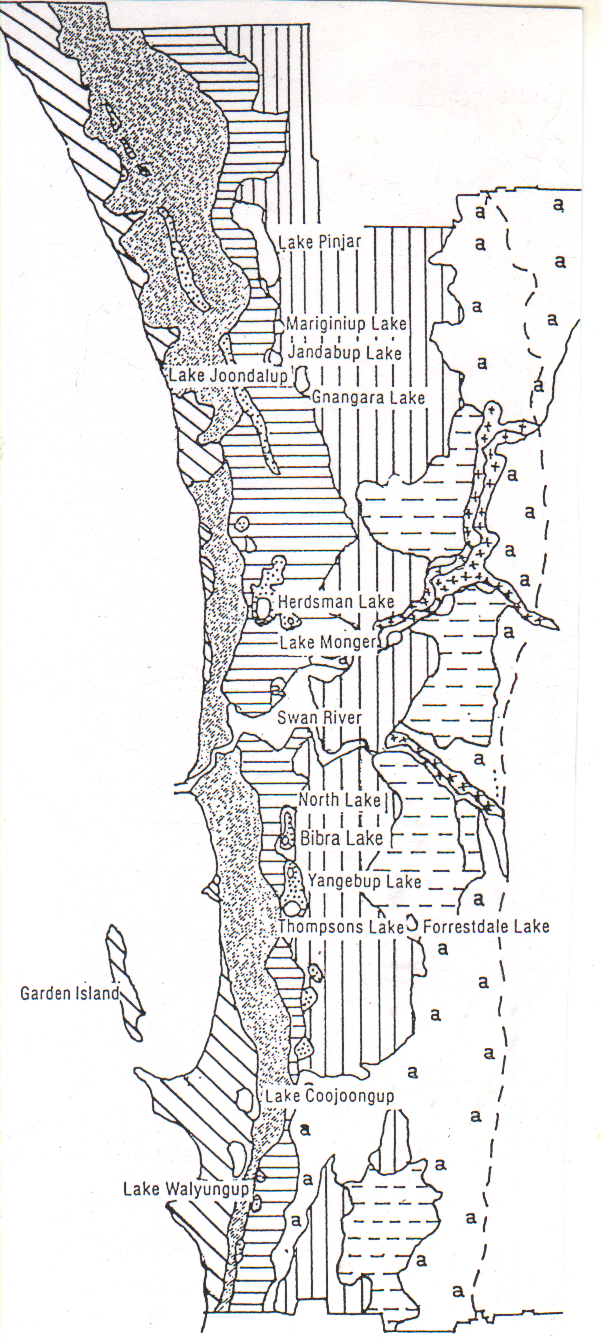 a
a
a
Lake Pinjar
a
a
Mariginiup Lake
a
Jandabup Lake
a
Lake Joondalup
a
Gnangara Lake
a
a
a
a
Herdsman Lake
a
Lake Monger
a
Swan River
a
North Lake
Bibra Lake
Yangebup Lake
a
Thompsons Lake
Forrestdale Lake
a
a
Garden Island
a
a
a
Lake Coojoongup
a
a
a
a
Lake Walyungup
a
a
a
a